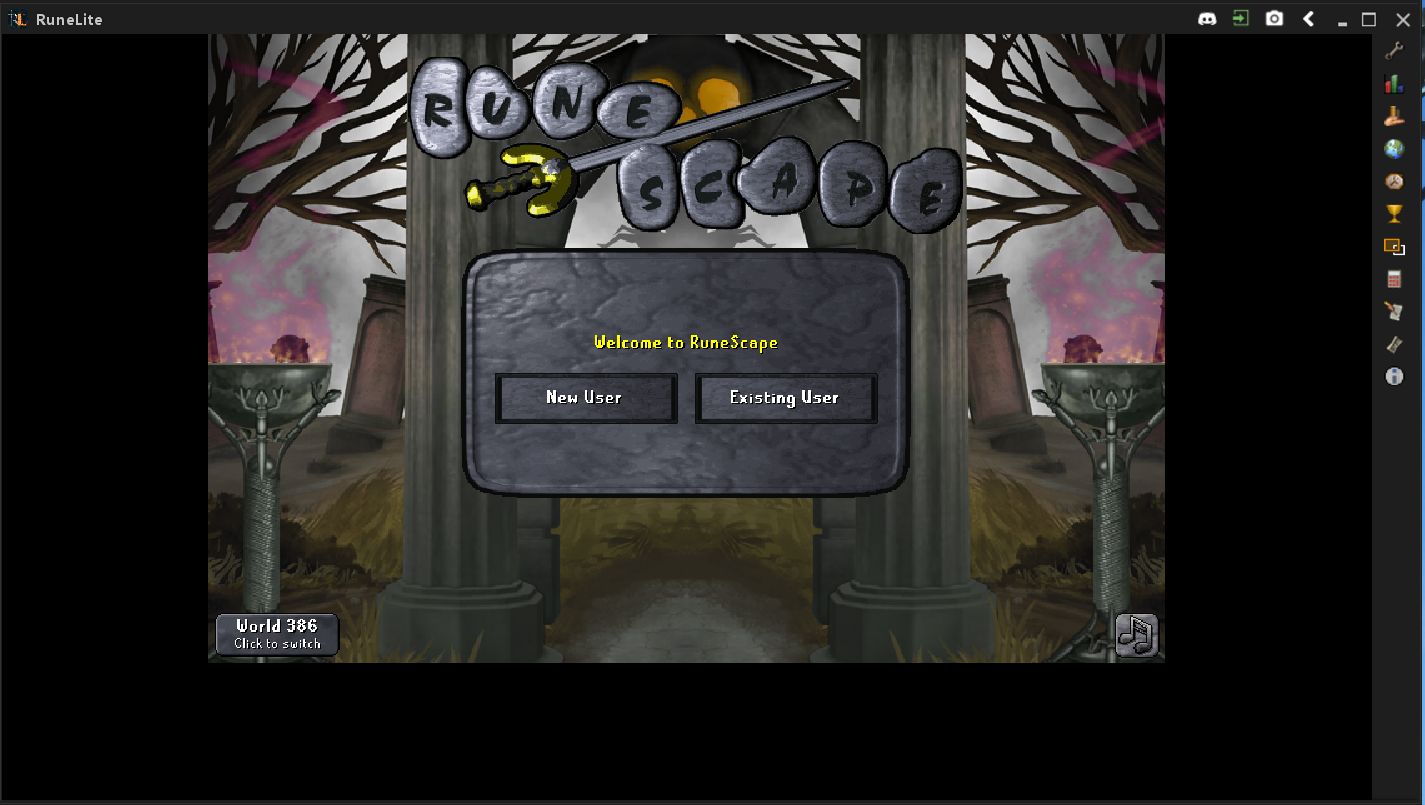 RuneLite
RUNE
SCAPE
Welcome to RuneScape
New User
Existing User
World 386
Click to switch